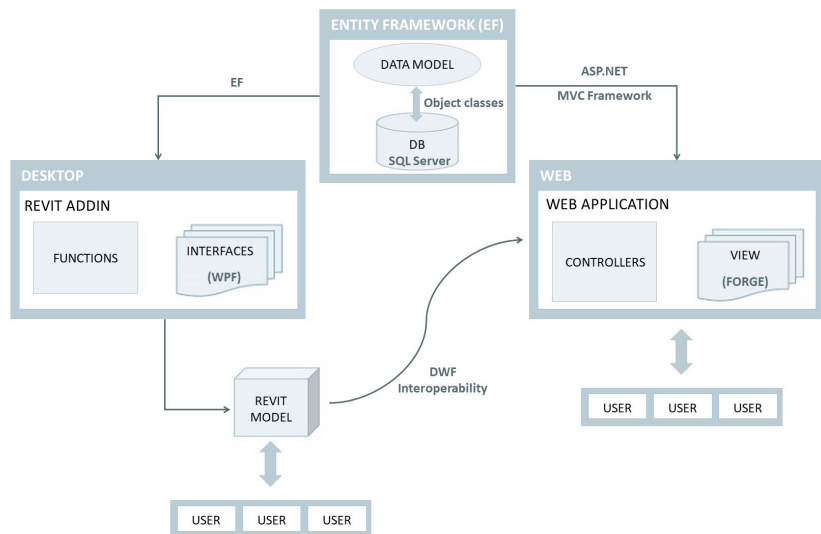 ENTITY FRAMEWORK (EF)
DATA MODEL
Object classes
DB
SQL Server
EF
ASP.NET
MVC Framework
DESKTOP
REVIT ADDIN
FUNCTIONS
INTERFACES
(WPF)
WEB
WEB APPLICATION
CONTROLLERS
VIEW
(FORGE)
REVIT
MODEL
DWF
Interoperability
USER USER USER
USER USER USER